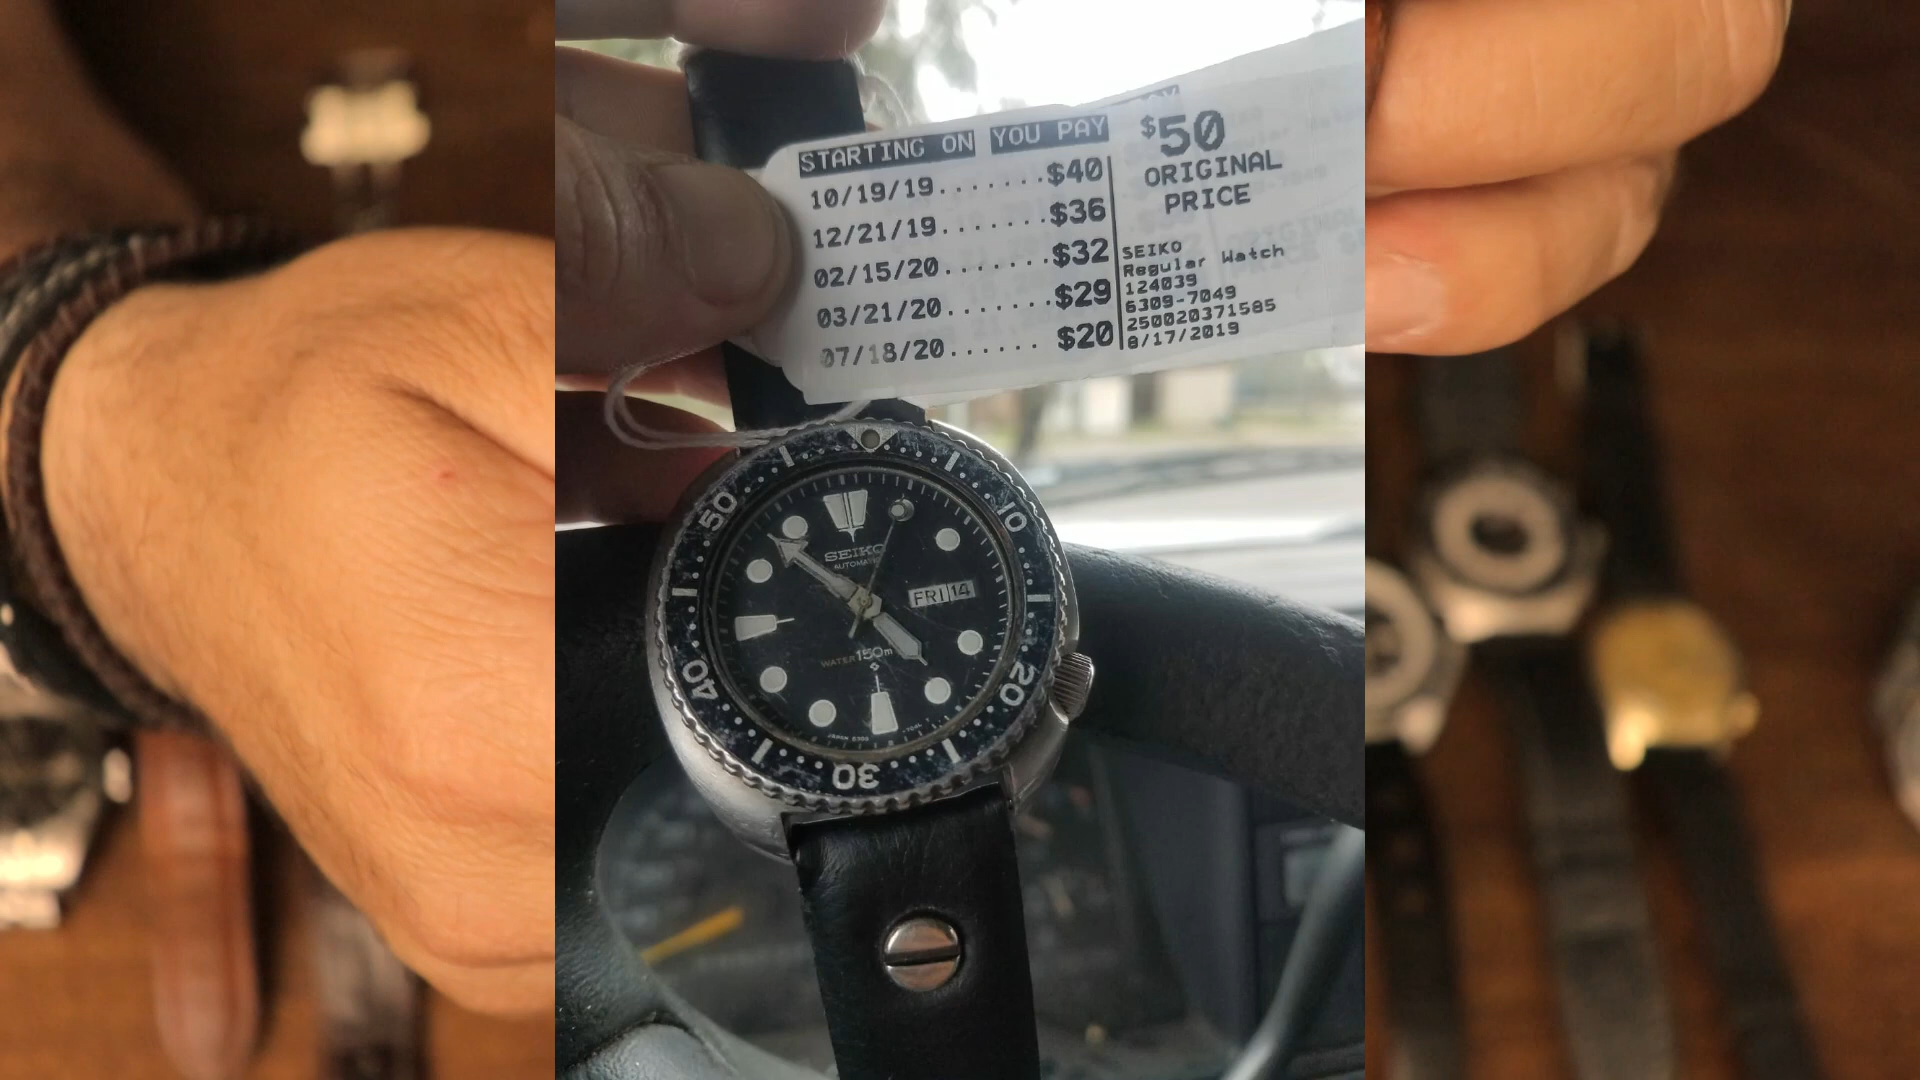 STARTING ON YOU PAY
10/19/19.......$40
12/21/19.......$36
02/15/20.......$32
03/21/20.......$29
07/18/20...... $20
$50
ORIGINAL
PRICE
SEIKO
Regular Watch
124039
6309-7049
250020371585
8/17/2019
50
10
40
20
30
SEIKO
AUTOMATIC
FRI 14
WATER 150m
JAPAN